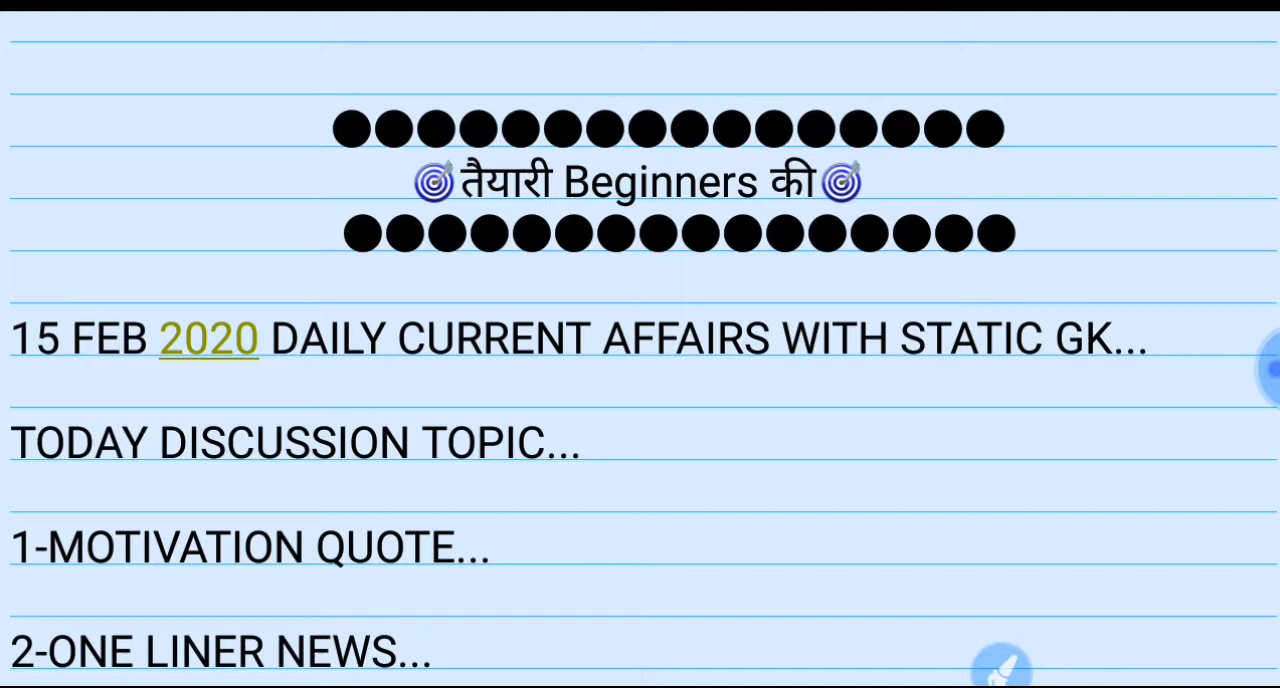 ●●●●●●●●●●●●●●●●
🎯तैयारी Beginners की🎯
●●●●●●●●●●●●●●●●
15 FEB 2020 DAILY CURRENT AFFAIRS WITH STATIC GK...
TODAY DISCUSSION TOPIC...
1-MOTIVATION QUOTE...
2-ONE LINER NEWS...